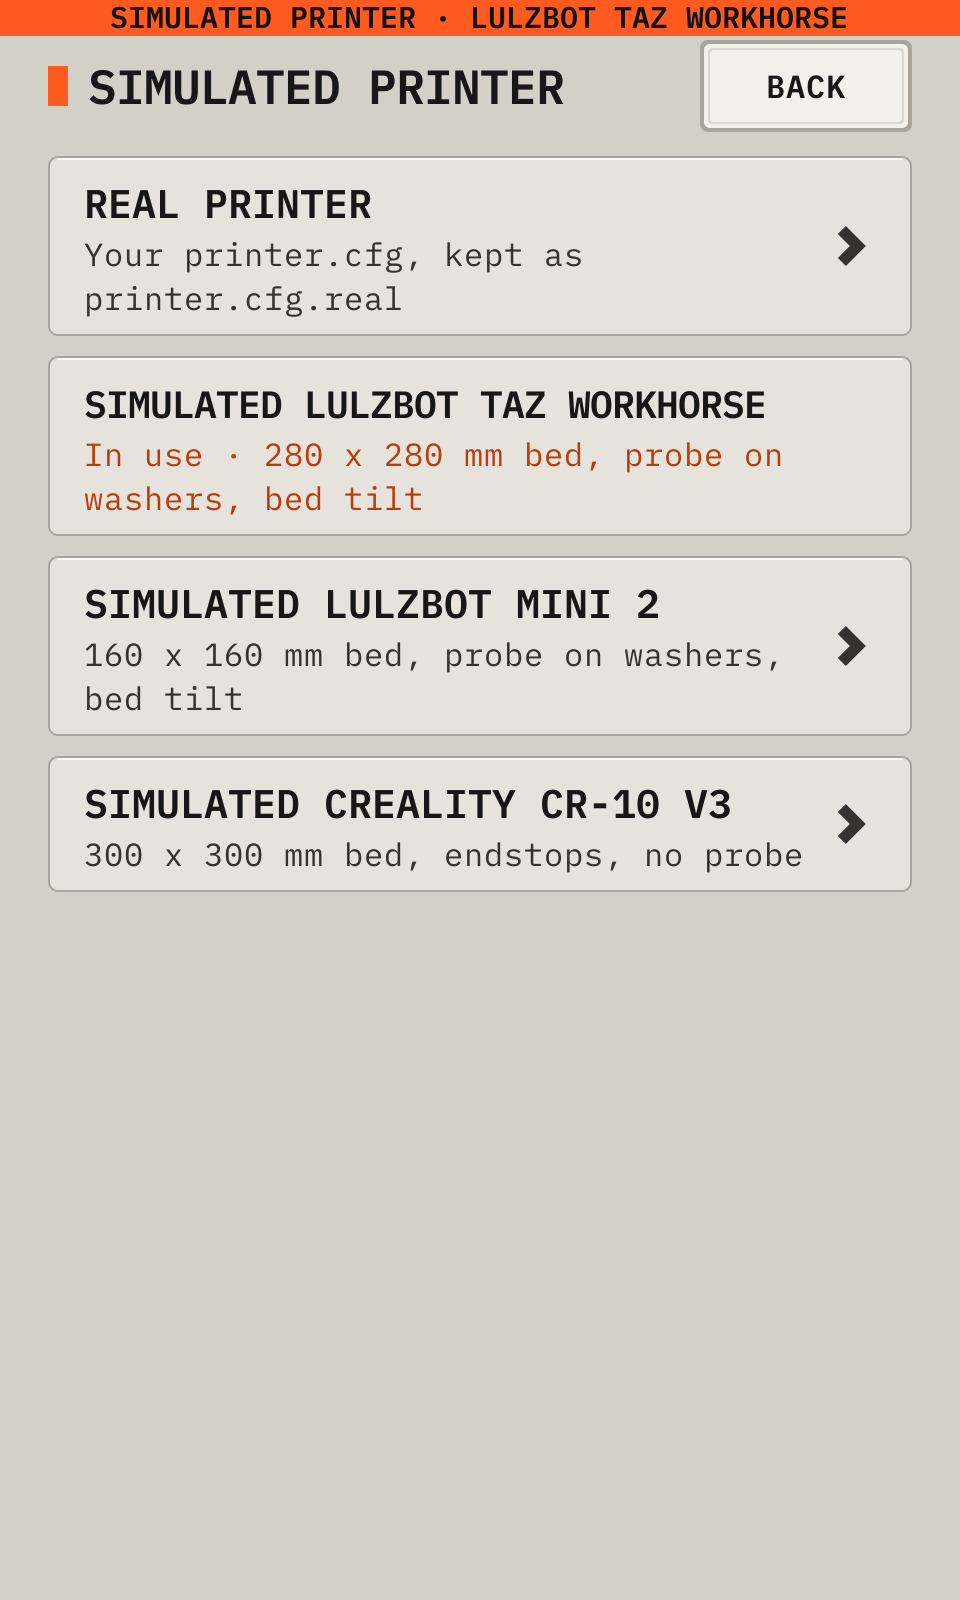 SIMULATED PRINTER · LULZBOT TAZ WORKHORSE
SIMULATED PRINTER
BACK
REAL PRINTER
Your printer.cfg, kept as
printer.cfg.real
SIMULATED LULZBOT TAZ WORKHORSE
In use · 280 x 280 mm bed, probe on
washers, bed tilt
SIMULATED LULZBOT MINI 2
160 x 160 mm bed, probe on washers,
bed tilt
SIMULATED CREALITY CR-10 V3
300 x 300 mm bed, endstops, no probe